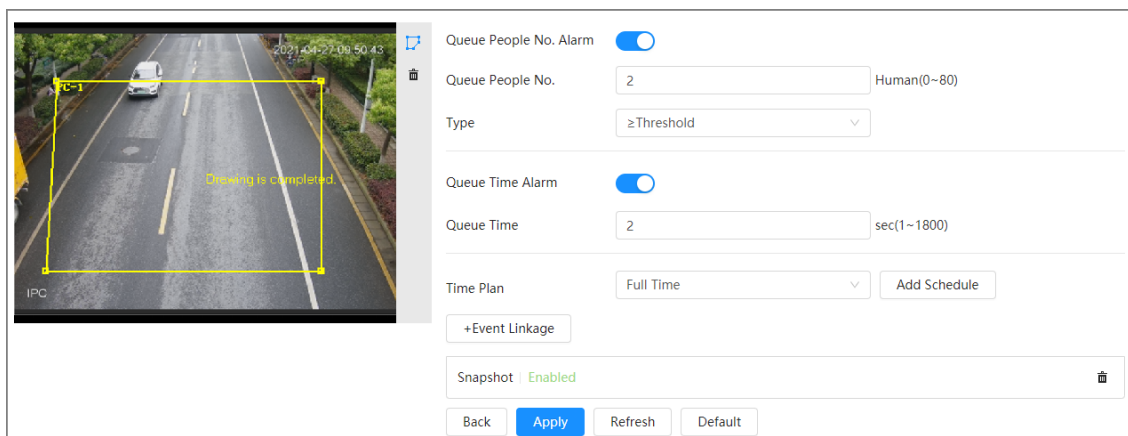 2021-04-27 09:50:43
PC-1
Drawing is completed.
IPC
Queue People No. Alarm
Queue People No. 2 Human(0~80)
Type ≥Threshold
Queue Time Alarm
Queue Time 2 sec(1~1800)
Time Plan Full Time Add Schedule
+Event Linkage
Snapshot Enabled
Back Apply Refresh Default